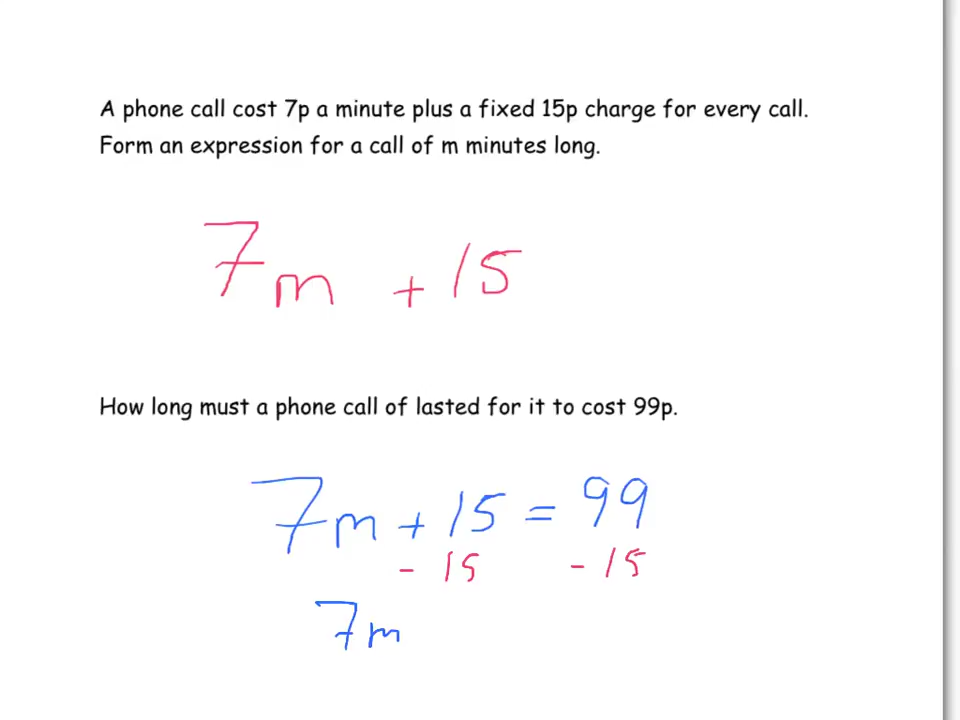 A phone call cost 7p a minute plus a fixed 15p charge for every call.
Form an expression for a call of m minutes long.
7m + 15
How long must a phone call of lasted for it to cost 99p.
7m + 15 = 99
- 15 - 15
7m